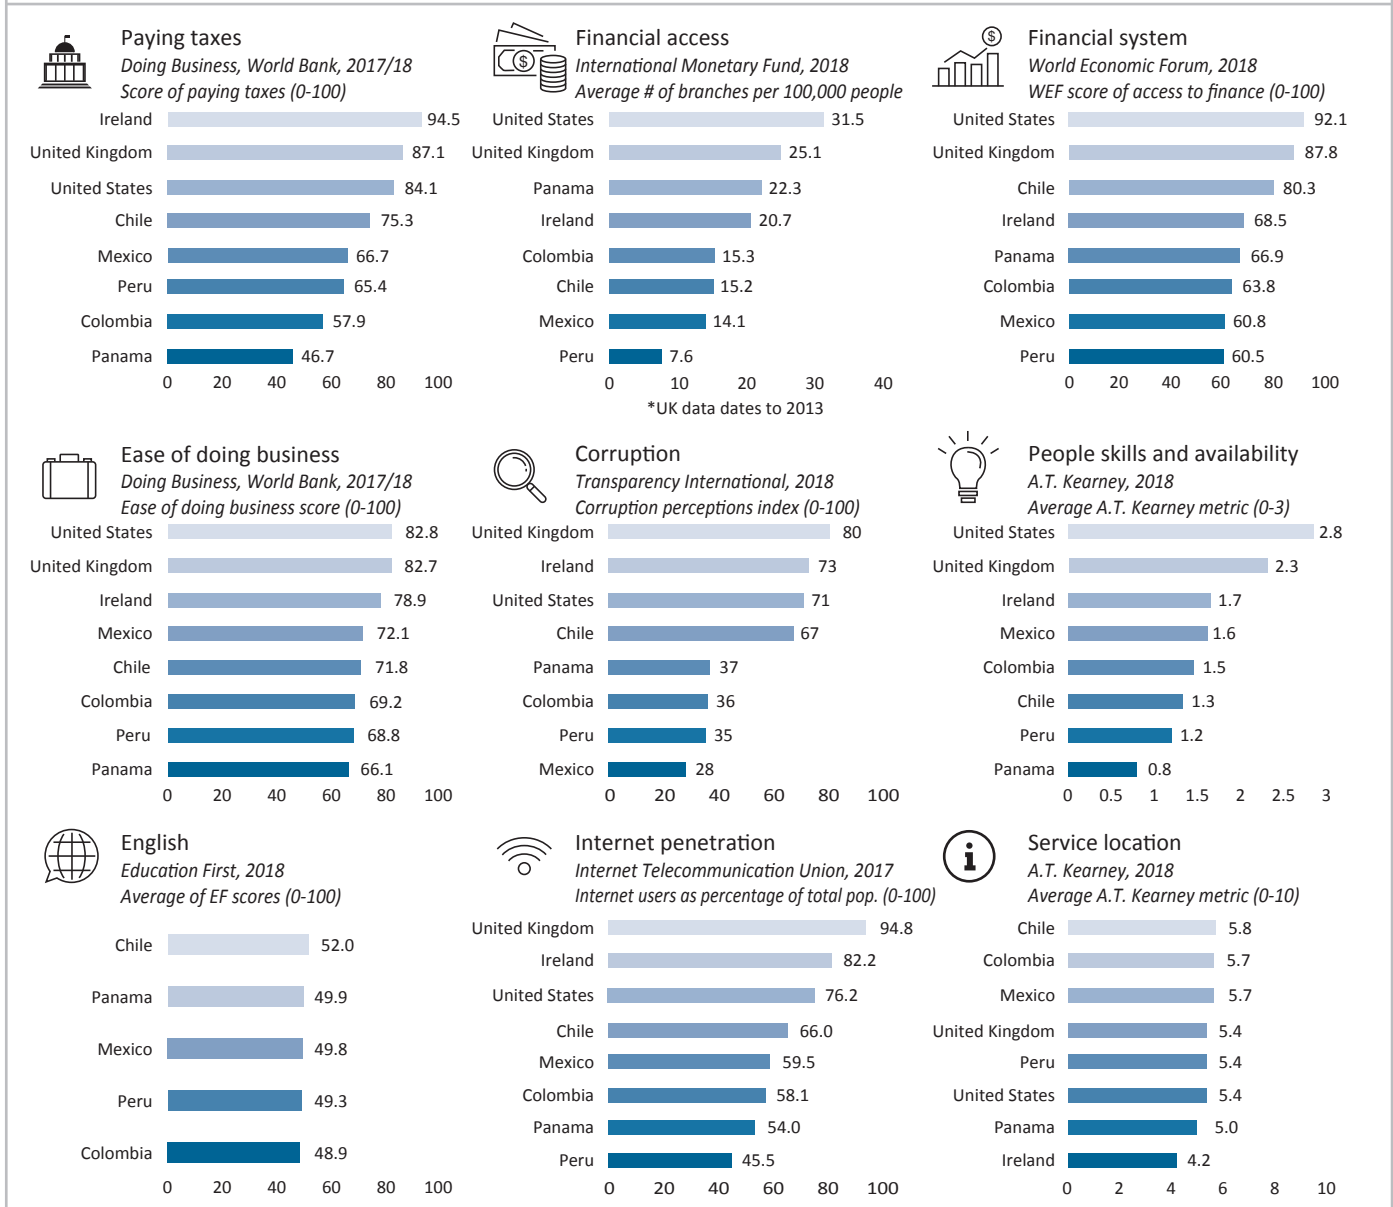 Paying taxes
Doing Business, World Bank, 2017/18
Score of paying taxes (0-100)
Ireland 94.5
United Kingdom 87.1
United States 84.1
Chile 75.3
Mexico 66.7
Peru 65.4
Colombia 57.9
Panama 46.7
0 20 40 60 80 100
Financial access
International Monetary Fund, 2018
Average # of branches per 100,000 people
United States 31.5
United Kingdom 25.1
Panama 22.3
Ireland 20.7
Colombia 15.3
Chile 15.2
Mexico 14.1
Peru 7.6
0 10 20 30 40
*UK data dates to 2013
Financial system
World Economic Forum, 2018
WEF score of access to finance (0-100)
United States 92.1
United Kingdom 87.8
Chile 80.3
Ireland 68.5
Panama 66.9
Colombia 63.8
Mexico 60.8
Peru 60.5
0 20 40 60 80 100
Ease of doing business
Doing Business, World Bank, 2017/18
Ease of doing business score (0-100)
United States 82.8
United Kingdom 82.7
Ireland 78.9
Mexico 72.1
Chile 71.8
Colombia 69.2
Peru 68.8
Panama 66.1
0 20 40 60 80 100
Corruption
Transparency International, 2018
Corruption perceptions index (0-100)
United Kingdom 80
Ireland 73
United States 71
Chile 67
Panama 37
Colombia 36
Peru 35
Mexico 28
0 20 40 60 80 100
People skills and availability
A.T. Kearney, 2018
Average A.T. Kearney metric (0-3)
United States 2.8
United Kingdom 2.3
Ireland 1.7
Mexico 1.6
Colombia 1.5
Chile 1.3
Peru 1.2
Panama 0.8
0 0.5 1 1.5 2 2.5 3
English
Education First, 2018
Average of EF scores (0-100)
Chile 52.0
Panama 49.9
Mexico 49.8
Peru 49.3
Colombia 48.9
0 20 40 60 80 100
Internet penetration
Internet Telecommunication Union, 2017
Internet users as percentage of total pop. (0-100)
United Kingdom 94.8
Ireland 82.2
United States 76.2
Chile 66.0
Mexico 59.5
Colombia 58.1
Panama 54.0
Peru 45.5
0 20 40 60 80 100
Service location
A.T. Kearney, 2018
Average A.T. Kearney metric (0-10)
Chile 5.8
Colombia 5.7
Mexico 5.7
United Kingdom 5.4
Peru 5.4
United States 5.4
Panama 5.0
Ireland 4.2
0 2 4 6 8 10